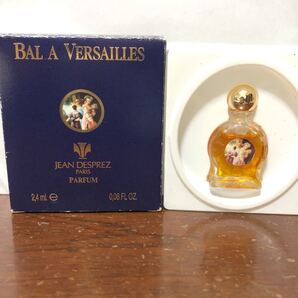 BAL A VERSAILLES
JEAN DESPREZ
PARIS
PARFUM
2,4 ml ℮ 0,08 FL. OZ.